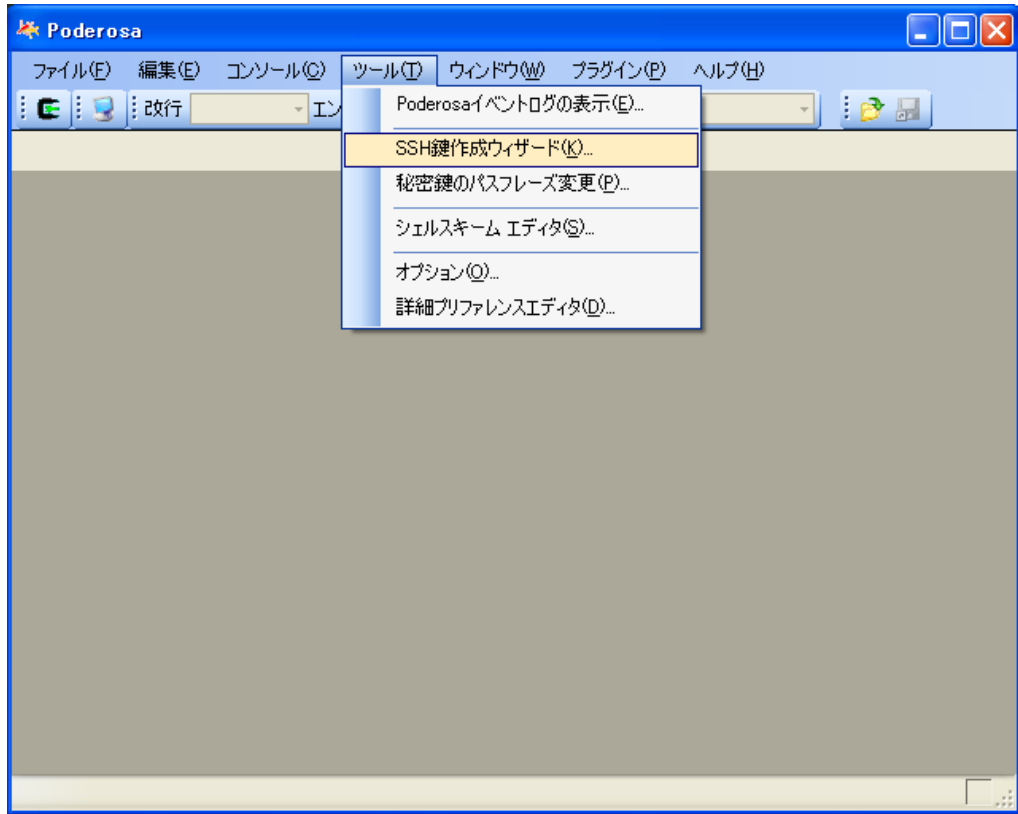 Poderosa
ファイル(F) 編集(E) コンソール(C) ツール(T) ウィンドウ(W) プラグイン(P) ヘルプ(H)
改行 エン
Poderosaイベントログの表示(E)...
SSH鍵作成ウィザード(K)...
秘密鍵のパスフレーズ変更(P)...
シェルスキーム エディタ(S)...
オプション(O)...
詳細プリファレンスエディタ(D)...